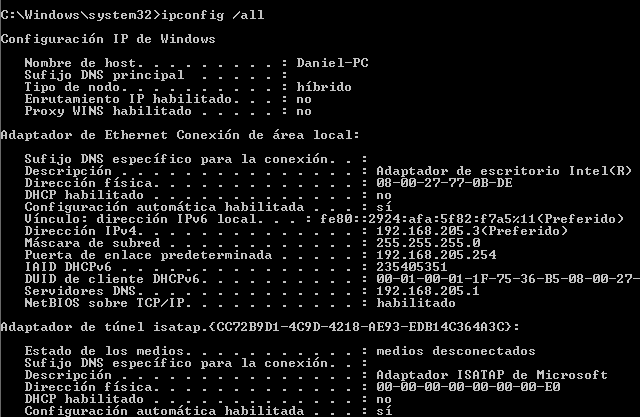 C:\Windows\system32>ipconfig /all
Configuración IP de Windows
Nombre de host. . . . . . . . . : Daniel-PC
Sufijo DNS principal . . . . . :
Tipo de nodo. . . . . . . . . . : híbrido
Enrutamiento IP habilitado. . . : no
Proxy WINS habilitado . . . . . : no
Adaptador de Ethernet Conexión de área local:
Sufijo DNS específico para la conexión. . :
Descripción . . . . . . . . . . . . . . . : Adaptador de escritorio Intel(R)
Dirección física. . . . . . . . . . . . . : 08-00-27-77-0B-DE
DHCP habilitado . . . . . . . . . . . . . : no
Configuración automática habilitada . . . : sí
Vínculo: dirección IPv6 local. . . : fe80::2924:afa:5f82:f7a5%11(Preferido)
Dirección IPv4. . . . . . . . . . . . . . : 192.168.205.3(Preferido)
Máscara de subred . . . . . . . . . . . . : 255.255.255.0
Puerta de enlace predeterminada . . . . . : 192.168.205.254
IAID DHCPv6 . . . . . . . . . . . . . . . : 235405351
DUID de cliente DHCPv6. . . . . . . . . . : 00-01-00-01-1F-75-36-B5-08-00-27-
Servidores DNS. . . . . . . . . . . . . . : 192.168.205.1
NetBIOS sobre TCP/IP. . . . . . . . . . . : habilitado
Adaptador de túnel isatap.{CC72B9D1-4C9D-4218-AE93-EDB14C364A3C}:
Estado de los medios. . . . . . . . . . . : medios desconectados
Sufijo DNS específico para la conexión. . :
Descripción . . . . . . . . . . . . . . . : Adaptador ISATAP de Microsoft
Dirección física. . . . . . . . . . . . . : 00-00-00-00-00-00-00-E0
DHCP habilitado . . . . . . . . . . . . . : no
Configuración automática habilitada . . . : sí